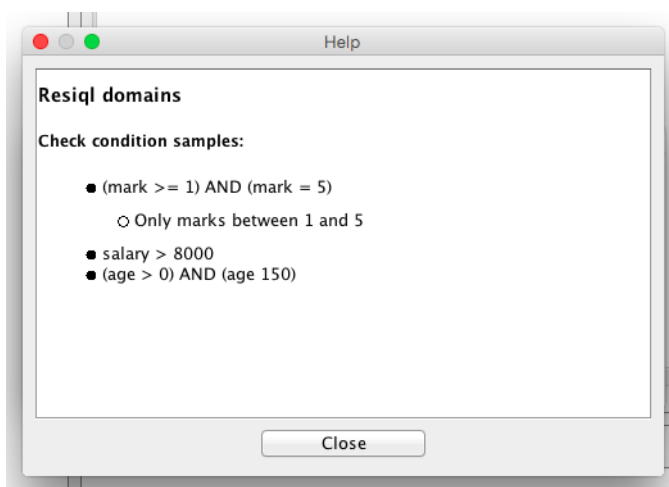 Help
Resiql domains
Check condition samples:
(mark >= 1) AND (mark = 5)
Only marks between 1 and 5
salary > 8000
(age > 0) AND (age 150)
Close